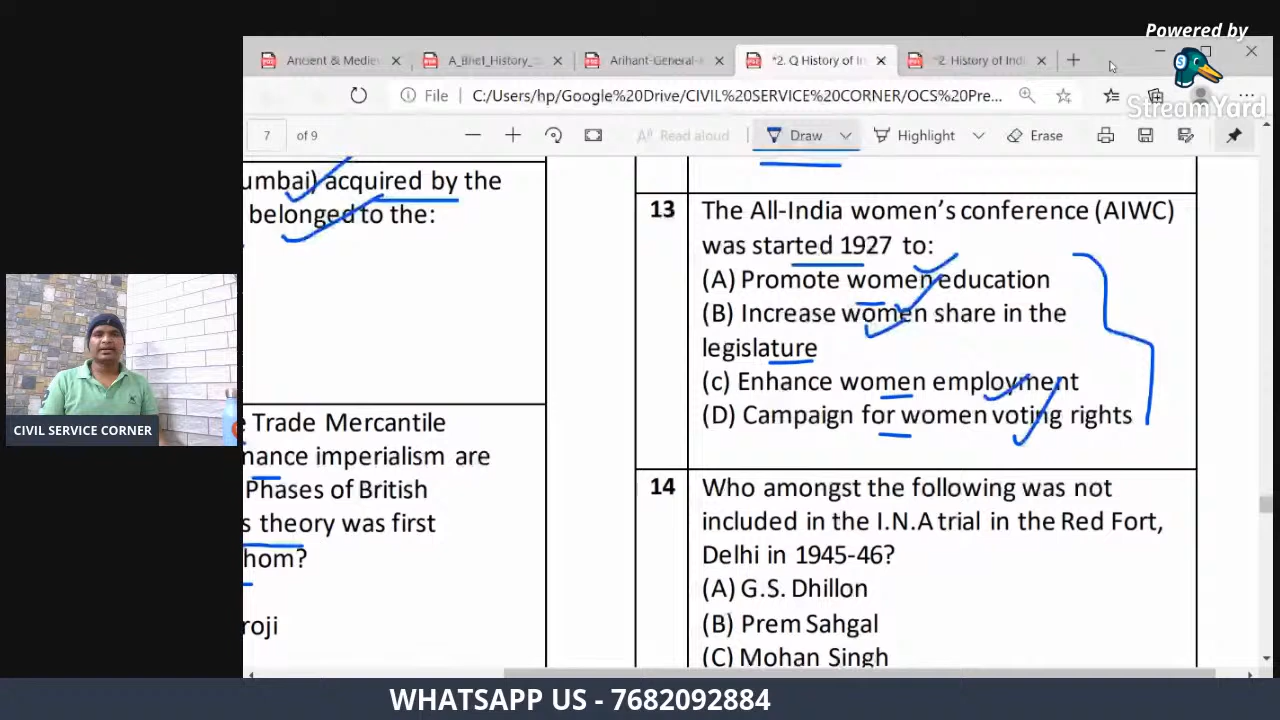 Powered by
StreamYard
Ancient & Mediev
A_Brief_History_
Arihant-General-
*2. Q History of In
*2. History of Indi
File C:/Users/hp/Google%20Drive/CIVIL%20SERVICE%20CORNER/OCS%20Pre...
7 of 9
Read aloud
Draw
Highlight
Erase
umbai) acquired by the
belonged to the:
Trade Mercantile
nance imperialism are
Phases of British
s theory was first
hom?
roji
13 The All-India women's conference (AIWC)
was started 1927 to:
(A) Promote women education
(B) Increase women share in the
legislature
(c) Enhance women employment
(D) Campaign for women voting rights
14 Who amongst the following was not
included in the I.N.A trial in the Red Fort,
Delhi in 1945-46?
(A) G.S. Dhillon
(B) Prem Sahgal
(C) Mohan Singh
CIVIL SERVICE CORNER
WHATSAPP US - 7682092884